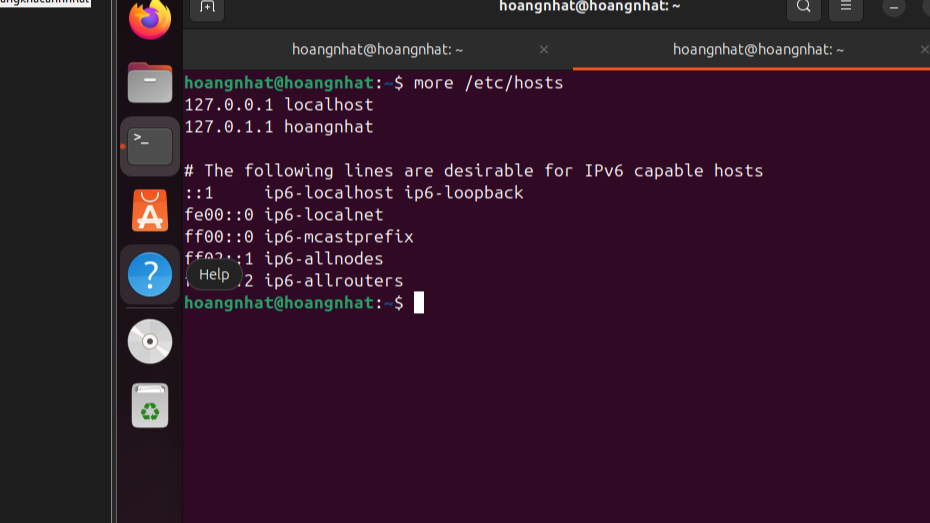 hoangnhat@hoangnhat: ~
hoangnhat@hoangnhat: ~
hoangnhat@hoangnhat: ~
hoangnhat@hoangnhat:~$ more /etc/hosts
127.0.0.1 localhost
127.0.1.1 hoangnhat
# The following lines are desirable for IPv6 capable hosts
::1     ip6-localhost ip6-loopback
fe00::0 ip6-localnet
ff00::0 ip6-mcastprefix
ff02::1 ip6-allnodes
Help
2 ip6-allrouters
hoangnhat@hoangnhat:~$